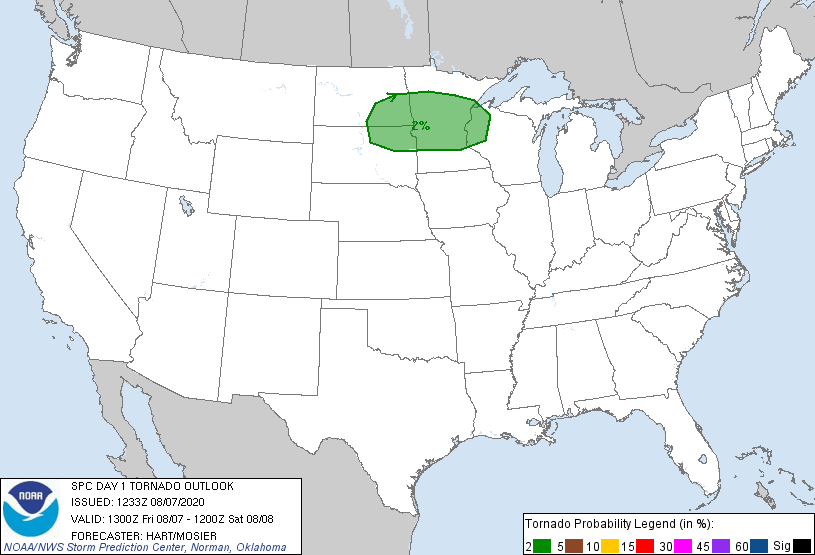 2%
NOAA
SPC DAY 1 TORNADO OUTLOOK
ISSUED: 1233Z 08/07/2020
VALID: 1300Z Fri 08/07 - 1200Z Sat 08/08
FORECASTER: HART/MOSIER
NOAA/NWS Storm Prediction Center, Norman, Oklahoma
Tornado Probability Legend (in %):
2 5 10 15 30 45 60 Sig